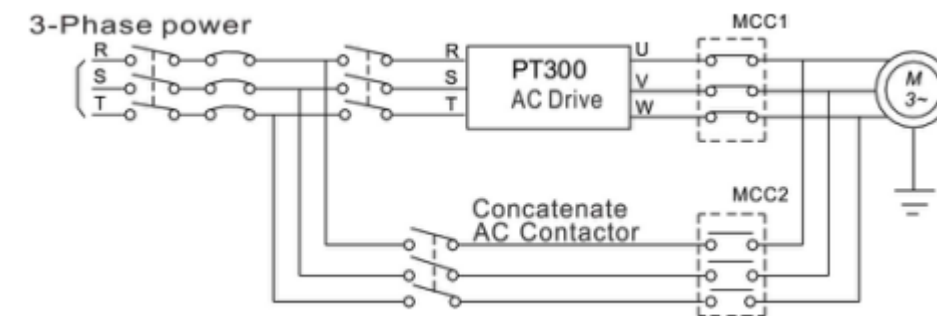 3-Phase power
MCC1
R
R
U
S
S
V
T
T
W
PT300
AC Drive
M
3~
MCC2
Concatenate
AC Contactor